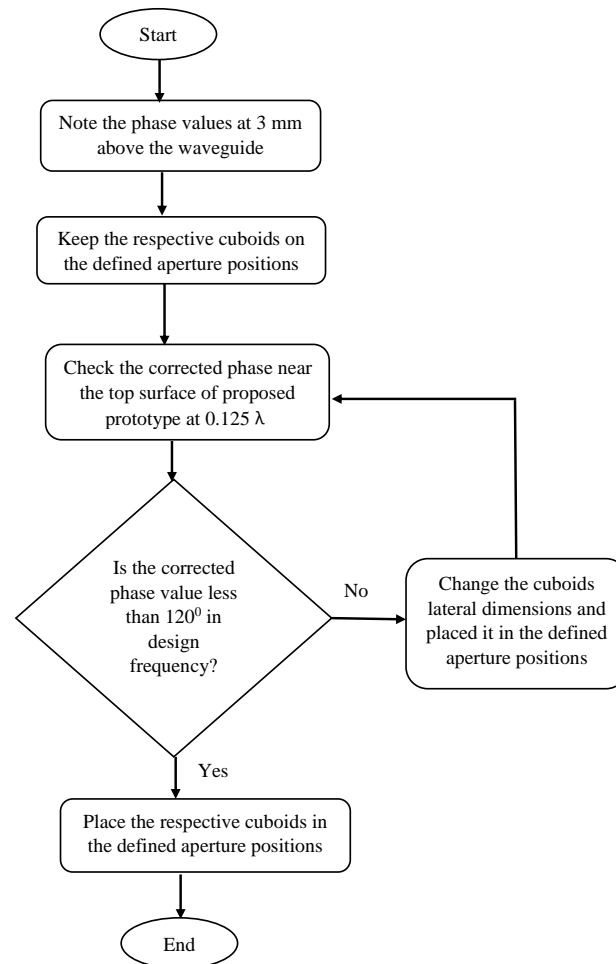 Start
Note the phase values at 3 mm
above the waveguide
Keep the respective cuboids on
the defined aperture positions
Check the corrected phase near
the top surface of proposed
prototype at 0.125 λ
Is the corrected
phase value less
than 120⁰ in
design
frequency?
No
Change the cuboids
lateral dimensions and
placed it in the defined
aperture positions
Yes
Place the respective cuboids in
the defined aperture positions
End